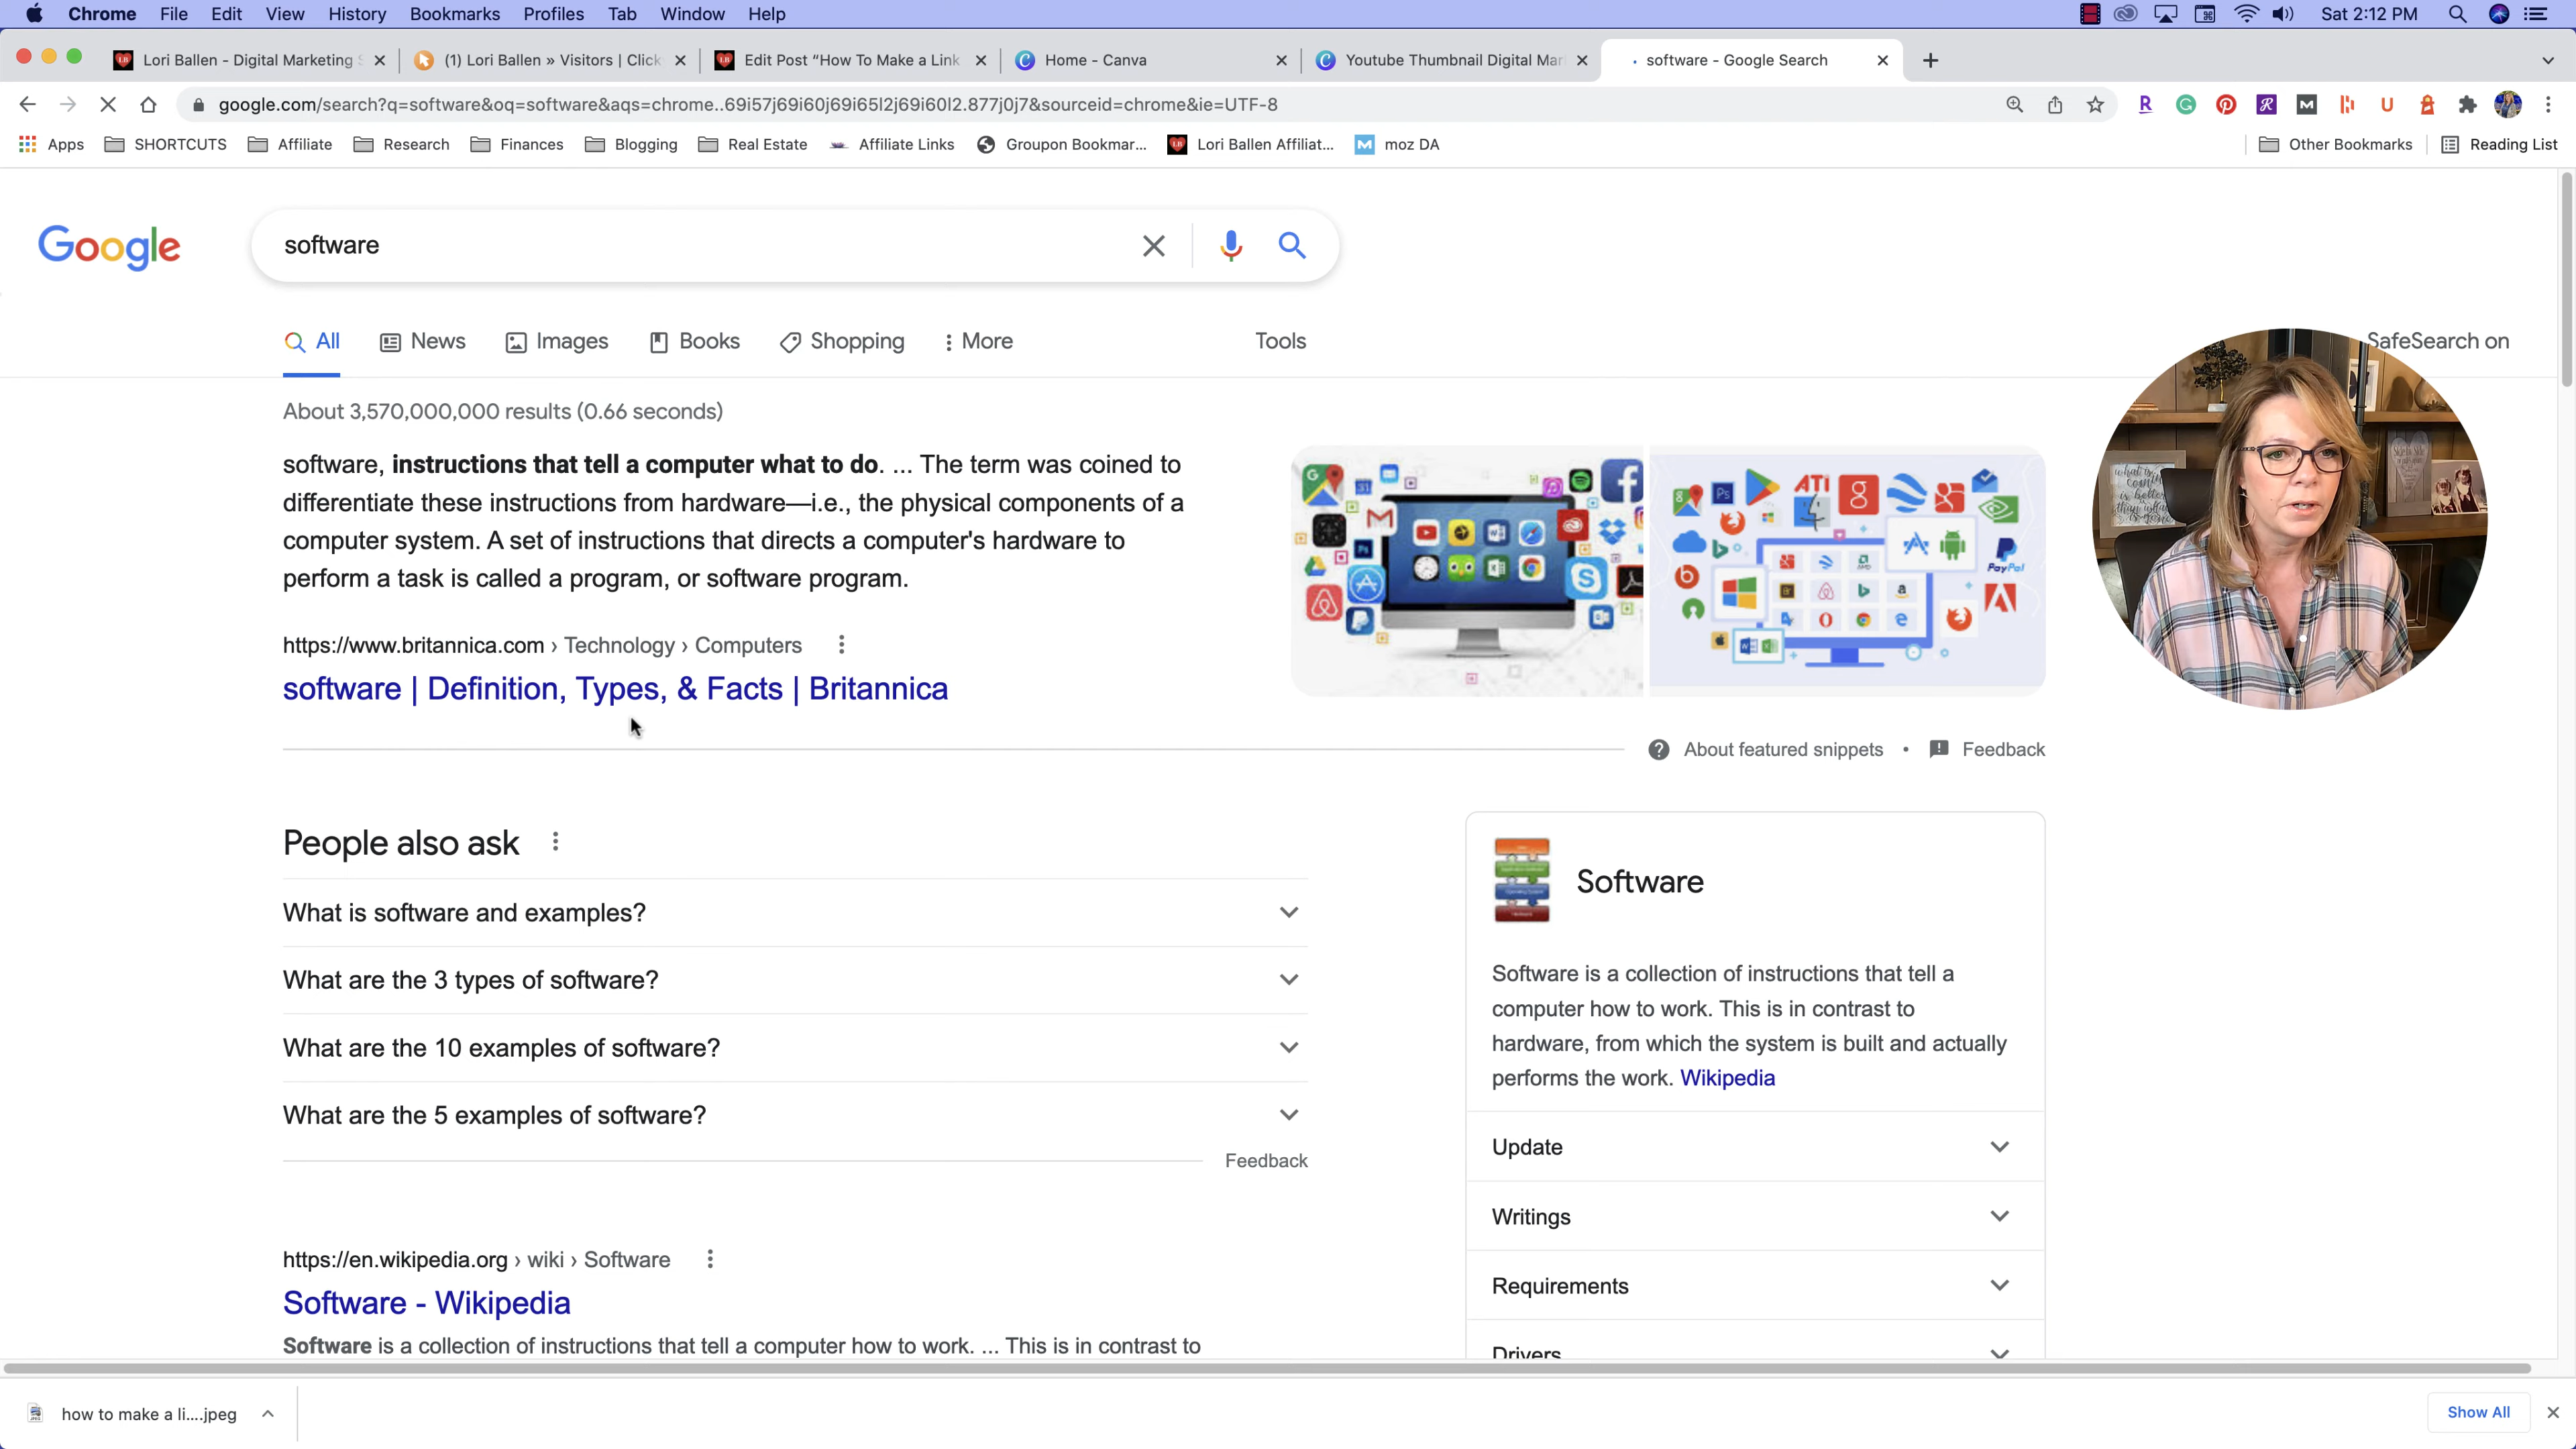 Chrome File Edit View History Bookmarks Profiles Tab Window Help Sat 2:12 PM
Lori Ballen - Digital Marketing (1) Lori Ballen » Visitors | Click Edit Post “How To Make a Link Home - Canva Youtube Thumbnail Digital Mar software - Google Search
google.com/search?q=software&oq=software&aqs=chrome..69i57j69i60j69i65l2j69i60l2.877j0j7&sourceid=chrome&ie=UTF-8
Apps SHORTCUTS Affiliate Research Finances Blogging Real Estate Affiliate Links Groupon Bookmar... Lori Ballen Affiliat... moz DA Other Bookmarks Reading List
Google software
All News Images Books Shopping More Tools SafeSearch on
About 3,570,000,000 results (0.66 seconds)
software, instructions that tell a computer what to do. ... The term was coined to
differentiate these instructions from hardware—i.e., the physical components of a
computer system. A set of instructions that directs a computer's hardware to
perform a task is called a program, or software program.
https://www.britannica.com › Technology › Computers
software | Definition, Types, & Facts | Britannica
ATi
PayPal
About featured snippets • Feedback
People also ask
What is software and examples?
What are the 3 types of software?
What are the 10 examples of software?
What are the 5 examples of software?
Feedback
https://en.wikipedia.org › wiki › Software
Software - Wikipedia
Software is a collection of instructions that tell a computer how to work. ... This is in contrast to
Software
Software is a collection of instructions that tell a
computer how to work. This is in contrast to
hardware, from which the system is built and actually
performs the work. Wikipedia
Update
Writings
Requirements
Drivers
how to make a li....jpeg Show All